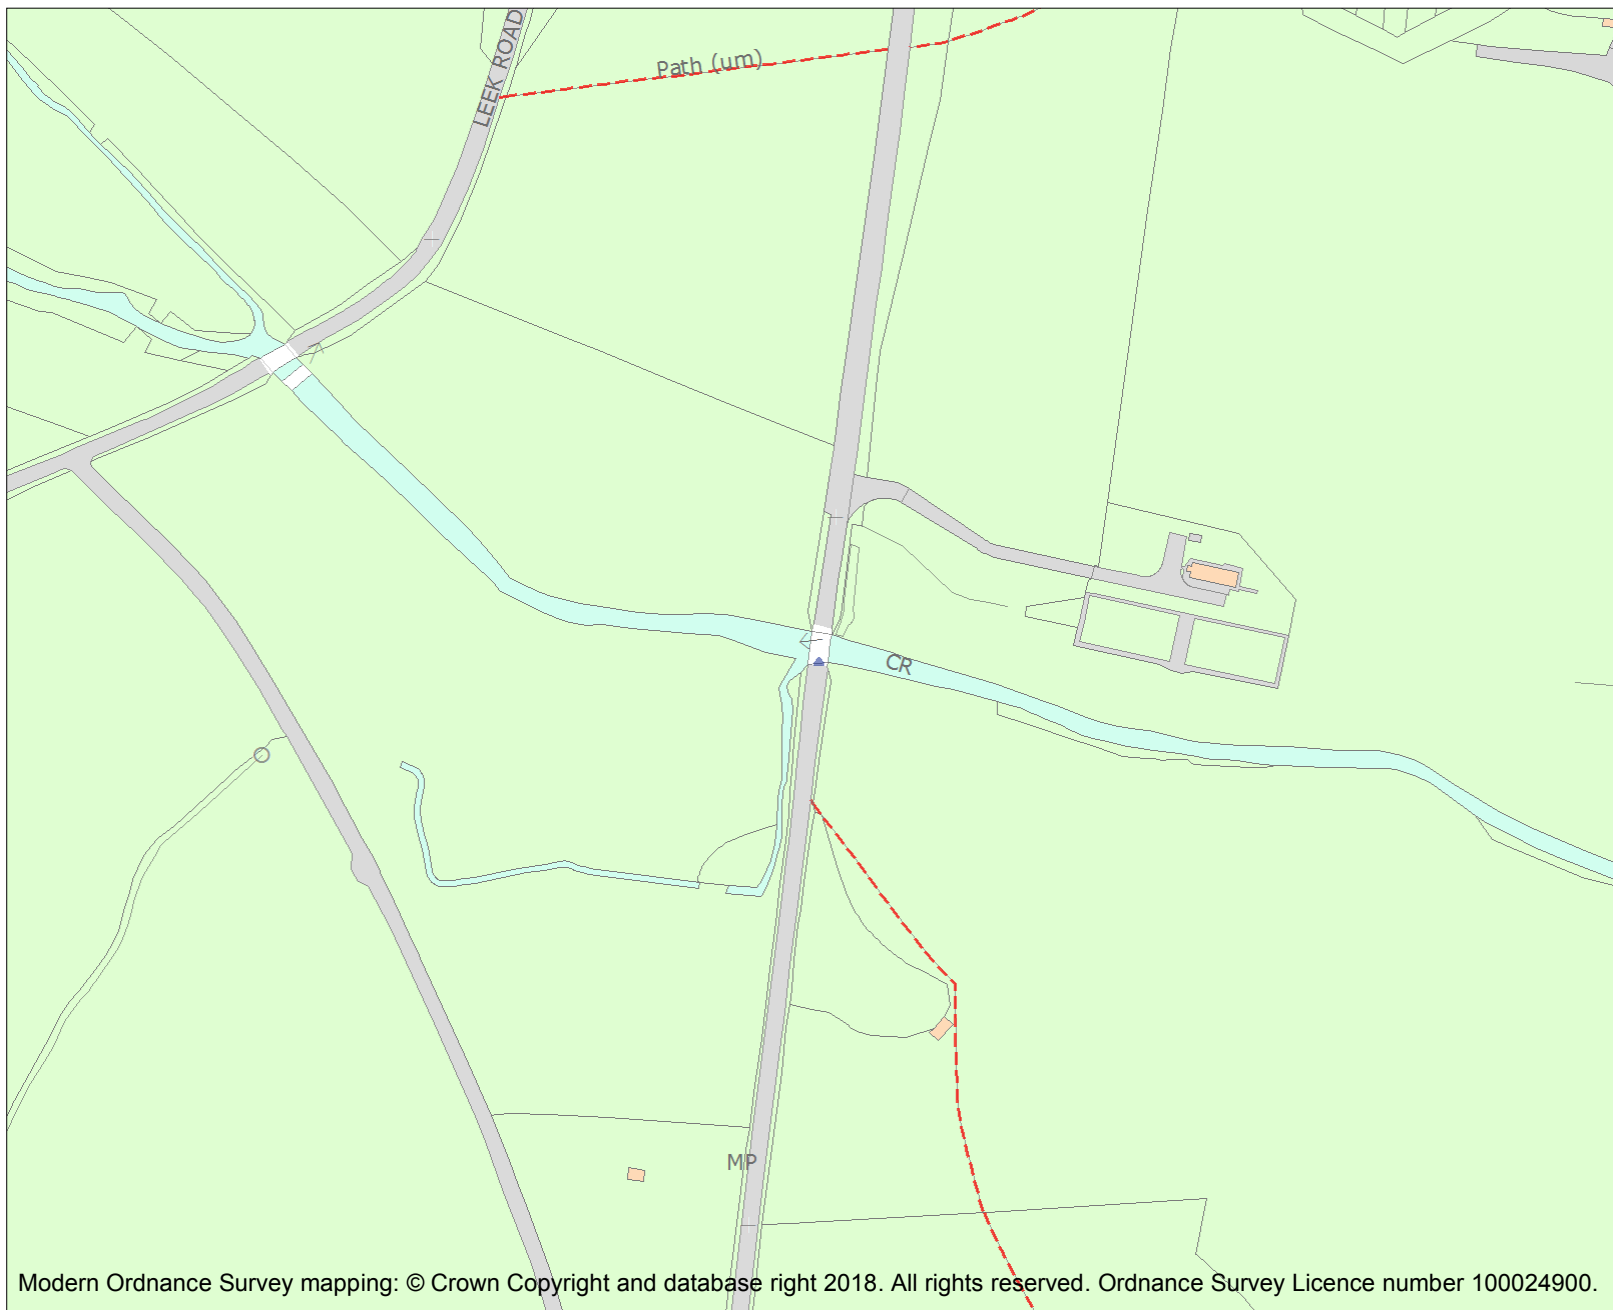 LEEK ROAD
Path (um)
CR
MP
Modern Ordnance Survey mapping: © Crown Copyright and database right 2018. All rights reserved. Ordnance Survey Licence number 100024900.